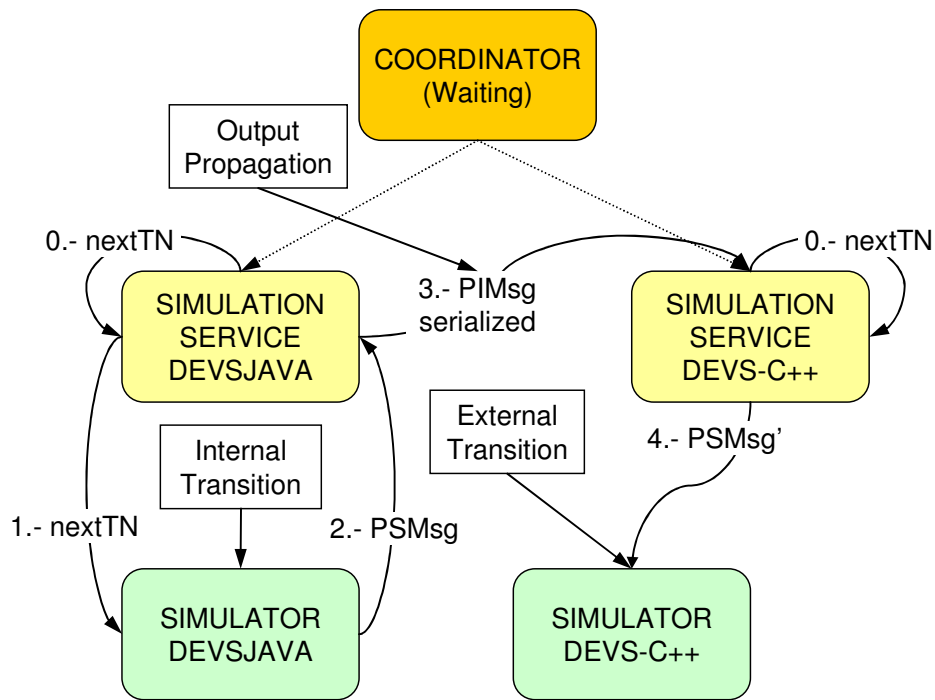 COORDINATOR
(Waiting)
Output
Propagation
0.- nextTN
0.- nextTN
3.- PIMsg
serialized
SIMULATION
SERVICE
DEVSJAVA
SIMULATION
SERVICE
DEVS-C++
External
Transition
4.- PSMsg’
Internal
Transition
1.- nextTN
2.- PSMsg
SIMULATOR
DEVSJAVA
SIMULATOR
DEVS-C++